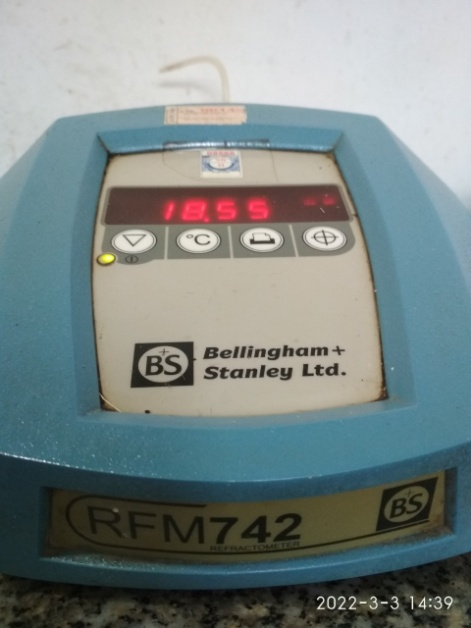 18.55
°C
BS
Bellingham +
Stanley Ltd.
RFM742
REFRACTOMETER
BS
2022-3-3 14:39